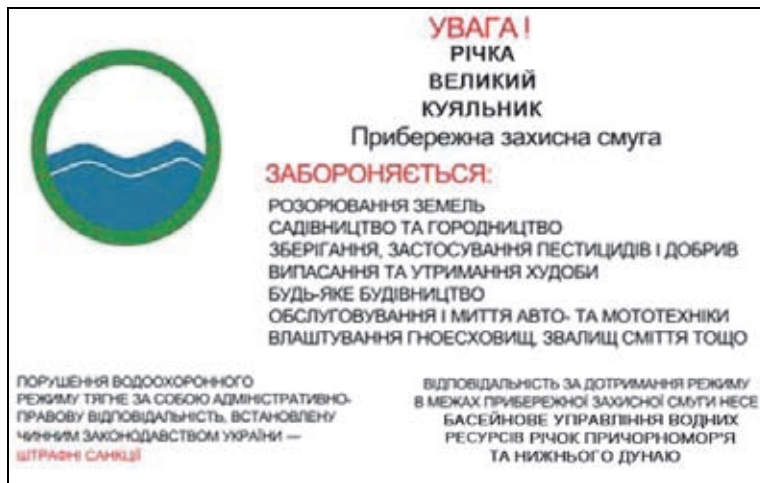 УВАГА !
РІЧКА
ВЕЛИКИЙ
КУЯЛЬНИК
Прибережна захисна смуга
ЗАБОРОНЯЄТЬСЯ:
РОЗОРЮВАННЯ ЗЕМЕЛЬ
САДІВНИЦТВО ТА ГОРОДНИЦТВО
ЗБЕРІГАННЯ, ЗАСТОСУВАННЯ ПЕСТИЦИДІВ І ДОБРИВ
ВИПАСАННЯ ТА УТРИМАННЯ ХУДОБИ
БУДЬ-ЯКЕ БУДІВНИЦТВО
ОБСЛУГОВУВАННЯ І МИТТЯ АВТО- ТА МОТОТЕХНІКИ
ВЛАШТУВАННЯ ГНОЕСХОВИЩ, ЗВАЛИЩ СМІТТЯ ТОЩО
ПОРУШЕННЯ ВОДООХОРОННОГО
РЕЖИМУ ТЯГНЕ ЗА СОБОЮ АДМІНІСТРАТИВНО-
ПРАВОВУ ВІДПОВІДАЛЬНІСТЬ, ВСТАНОВЛЕНУ
ЧИННИМ ЗАКОНОДАВСТВОМ УКРАЇНИ —
ШТРАФНІ САНКЦІЇ
ВІДПОВІДАЛЬНІСТЬ ЗА ДОТРИМАННЯ РЕЖИМУ
В МЕЖАХ ПРИБЕРЕЖНОЇ ЗАХИСНОЇ СМУГИ НЕСЕ
БАСЕЙНОВЕ УПРАВЛІННЯ ВОДНИХ
РЕСУРСІВ РІЧОК ПРИЧОРНОМОР'Я
ТА НИЖНЬОГО ДУНАЮ